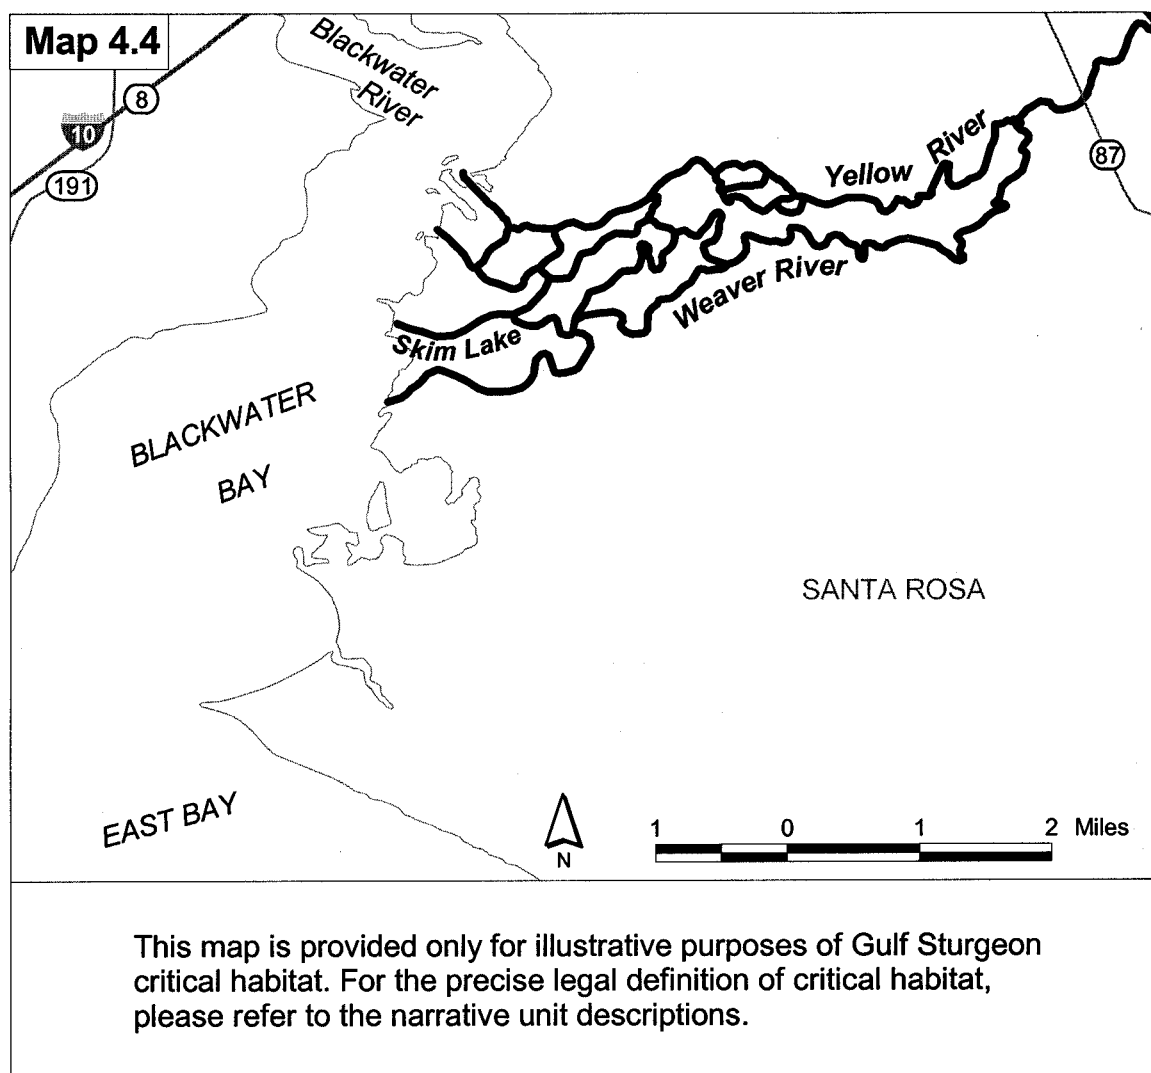 Map 4.4
Blackwater
River
8
10
191
87
Yellow River
Weaver River
Skim Lake
BLACKWATER
BAY
SANTA ROSA
EAST BAY
N
1 0 1 2 Miles
This map is provided only for illustrative purposes of Gulf Sturgeon
critical habitat. For the precise legal definition of critical habitat,
please refer to the narrative unit descriptions.